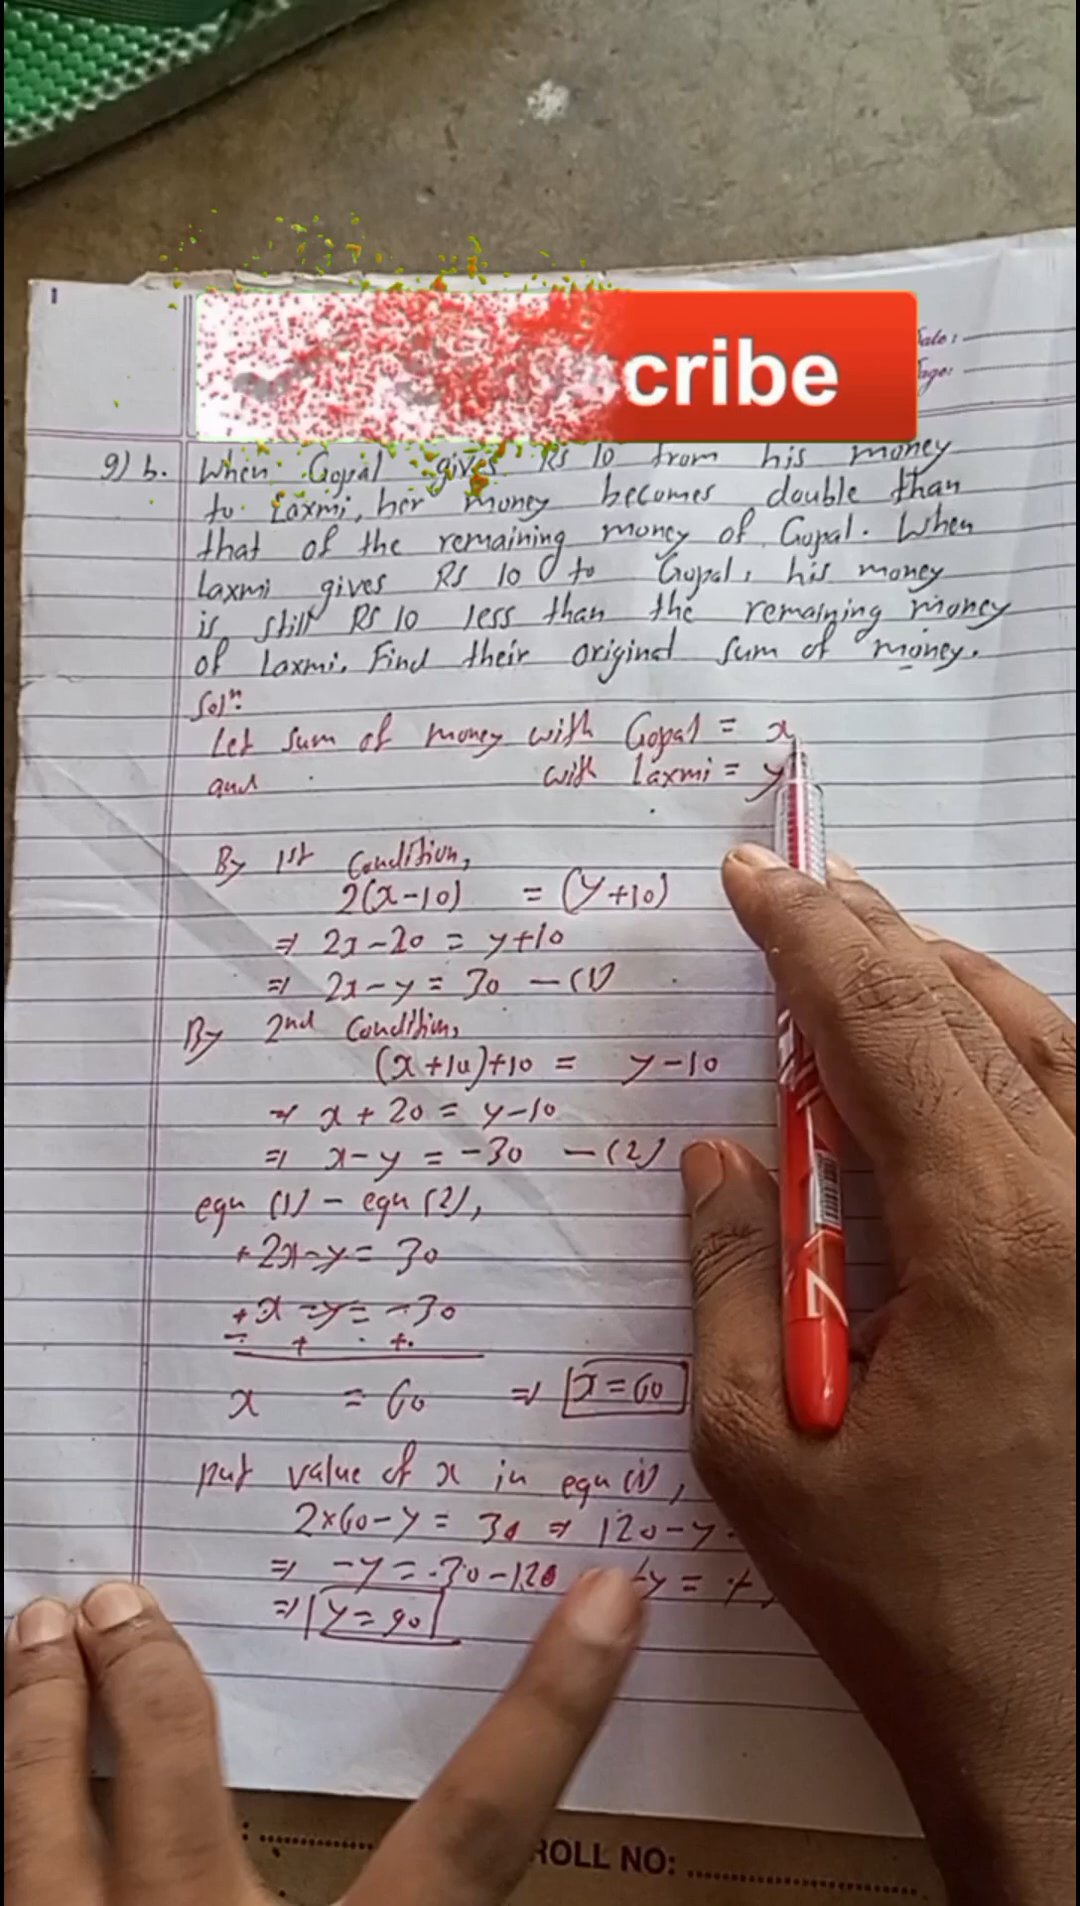 cribe
Date:
Page:
9) b. When Gopal gives Rs 10 from his money
to Laxmi, her money becomes double than
that of the remaining money of Gopal. When
Laxmi gives RS 10 to Gopal, his money
is still RS 10 less than the remaining money
of Laxmi. Find their original sum of money.
Solⁿ:
Let sum of money with Gopal = x
and with Laxmi = y
By 1st Condition,
2(x-10) = (y+10)
⇒ 2x-20 = y+10
⇒ 2x-y = 30 —(1)
By 2nd Condition,
(x+10)+10 = y-10
⇒ x+20 = y-10
⇒ x-y = -30 —(2)
equ (1) - equ (2),
+2x-y = 30
+x-y = -30
- + +
x = 60 ⇒ x=60
put value of x in equ (1),
2×60-y = 30 ⇒ 120-y
⇒ -y = 30-120 +y = +
⇒ y = 90
ROLL NO: